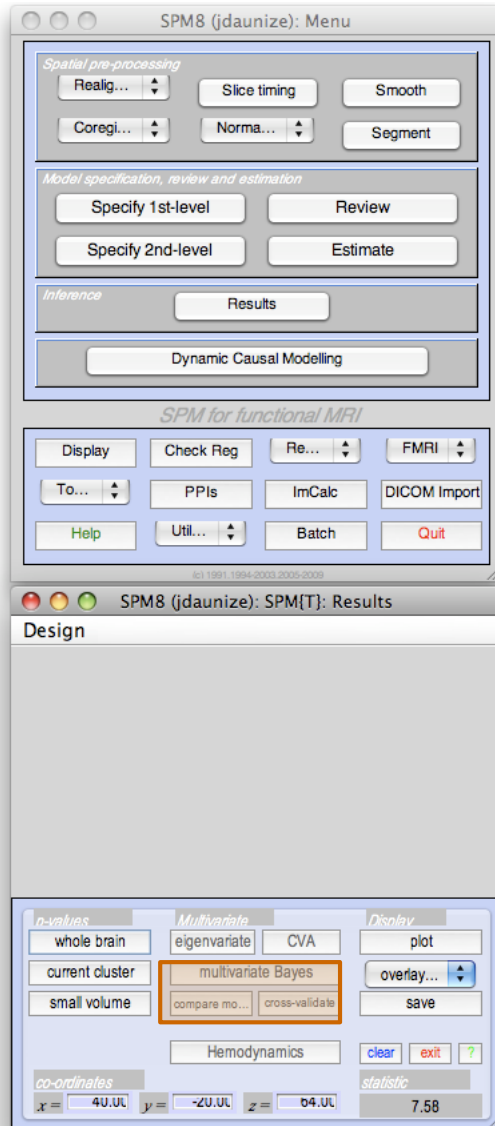 SPM8 (jdaunize): Menu
Spatial pre-processing
Realig... Slice timing Smooth
Coregi... Norma... Segment
Model specification, review and estimation
Specify 1st-level Review
Specify 2nd-level Estimate
Inference
Results
Dynamic Causal Modelling
SPM for functional MRI
Display Check Reg Re... FMRI
To... PPIs ImCalc DICOM Import
Help Util... Batch Quit
(c) 1991,1994-2003,2005-2009
SPM8 (jdaunize): SPM{T}: Results
Design
p-values Multivariate Display
whole brain eigenvariate CVA plot
current cluster multivariate Bayes overlay...
small volume compare mo... cross-validate save
Hemodynamics clear exit ?
co-ordinates statistic
x = 40.00 y = -20.00 z = 64.00 7.58